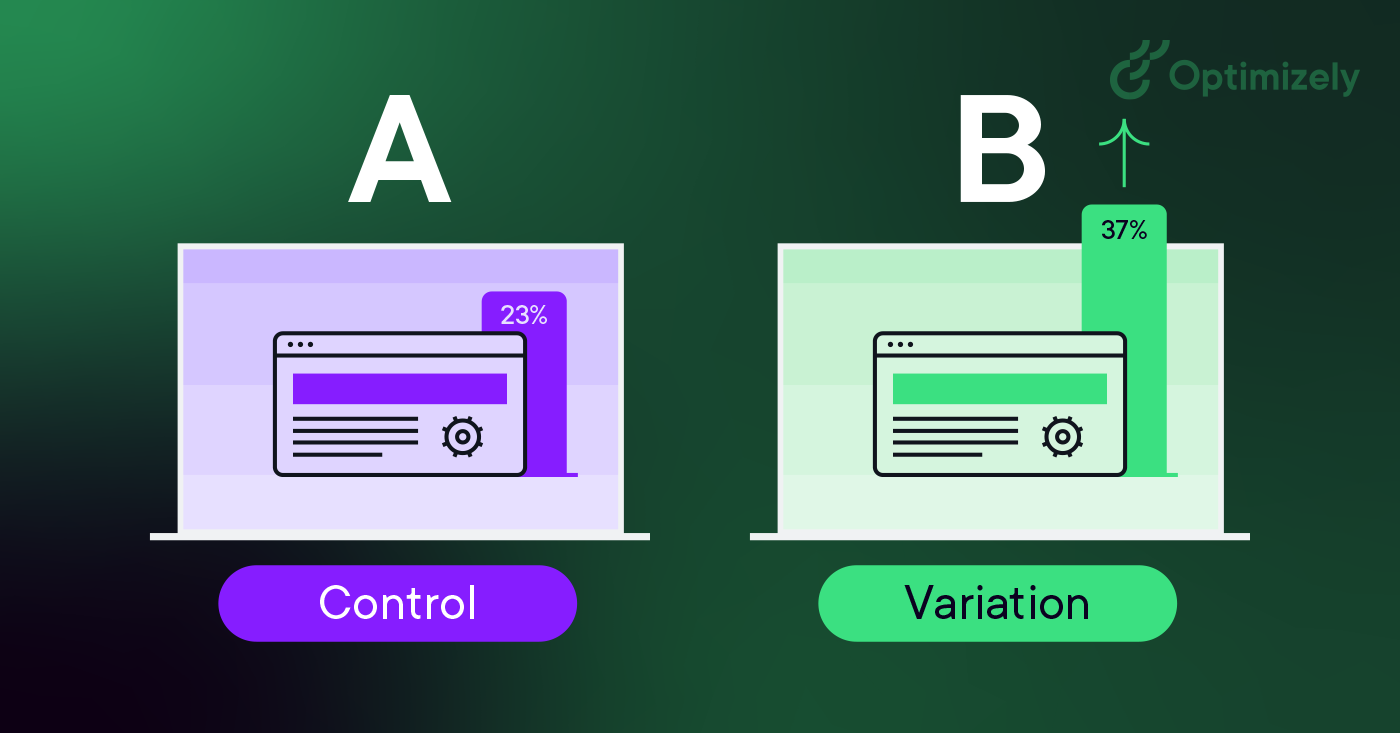 Optimizely
A
B
37%
23%
Control
Variation